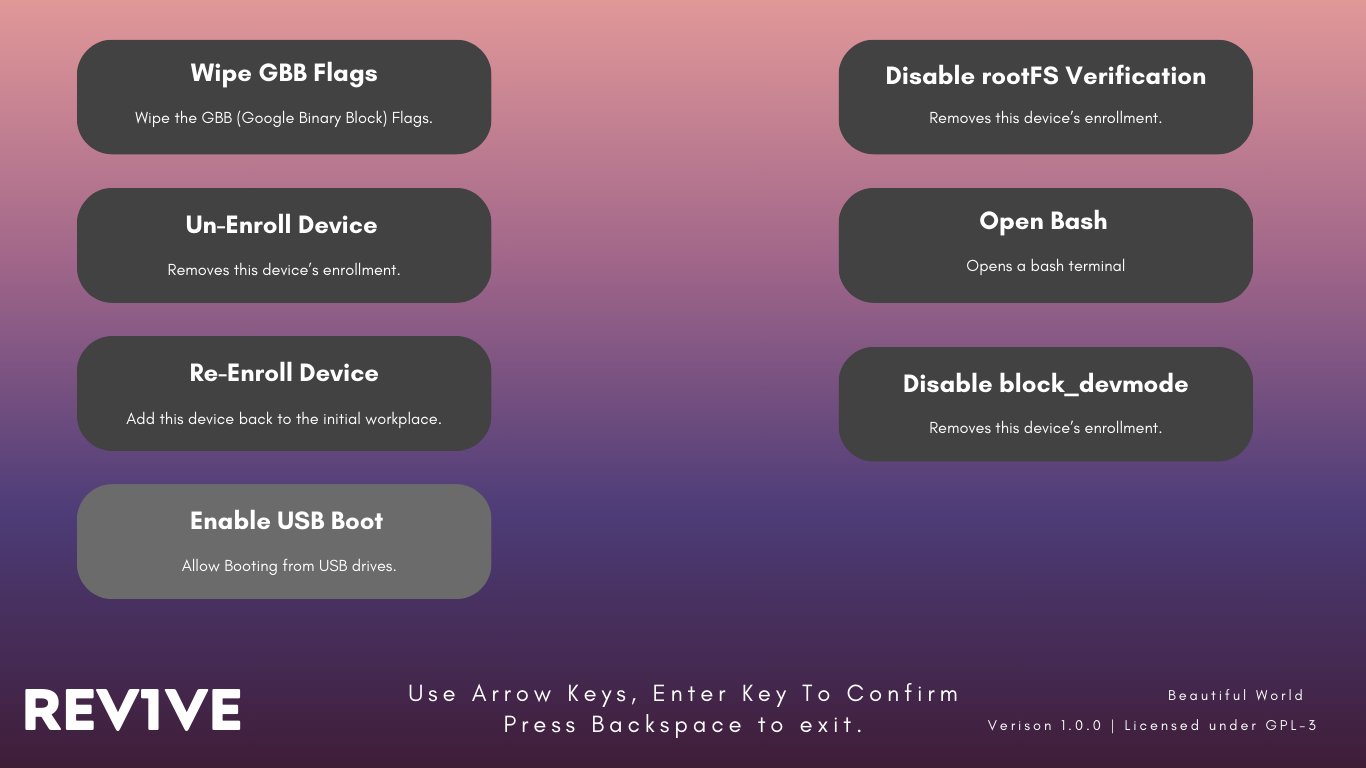 Wipe GBB Flags
Wipe the GBB (Google Binary Block) Flags.
Un-Enroll Device
Removes this device's enrollment.
Re-Enroll Device
Add this device back to the initial workplace.
Enable USB Boot
Allow Booting from USB drives.
Disable rootFS Verification
Removes this device's enrollment.
Open Bash
Opens a bash terminal
Disable block_devmode
Removes this device's enrollment.
REV1VE
Use Arrow Keys, Enter Key To Confirm
Press Backspace to exit.
Beautiful World
Verison 1.0.0 | Licensed under GPL-3